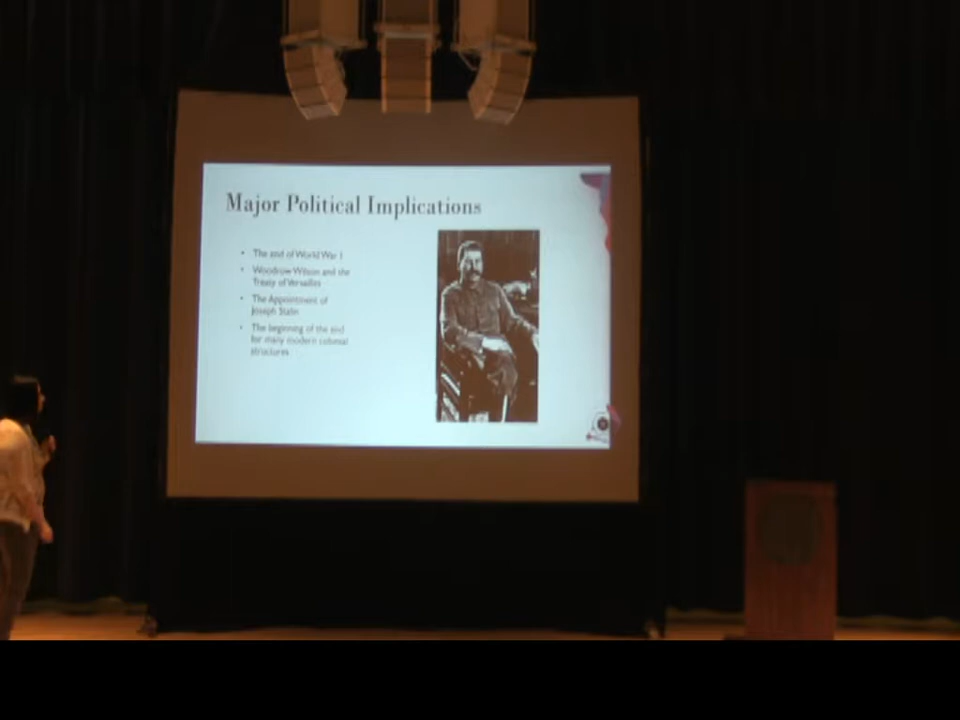 Major Political Implications
• The end of World War I
• Woodrow Wilson and the
Treaty of Versailles
• The Appointment of
Joseph Stalin
• The beginning of the end
for many modern colonial
structures